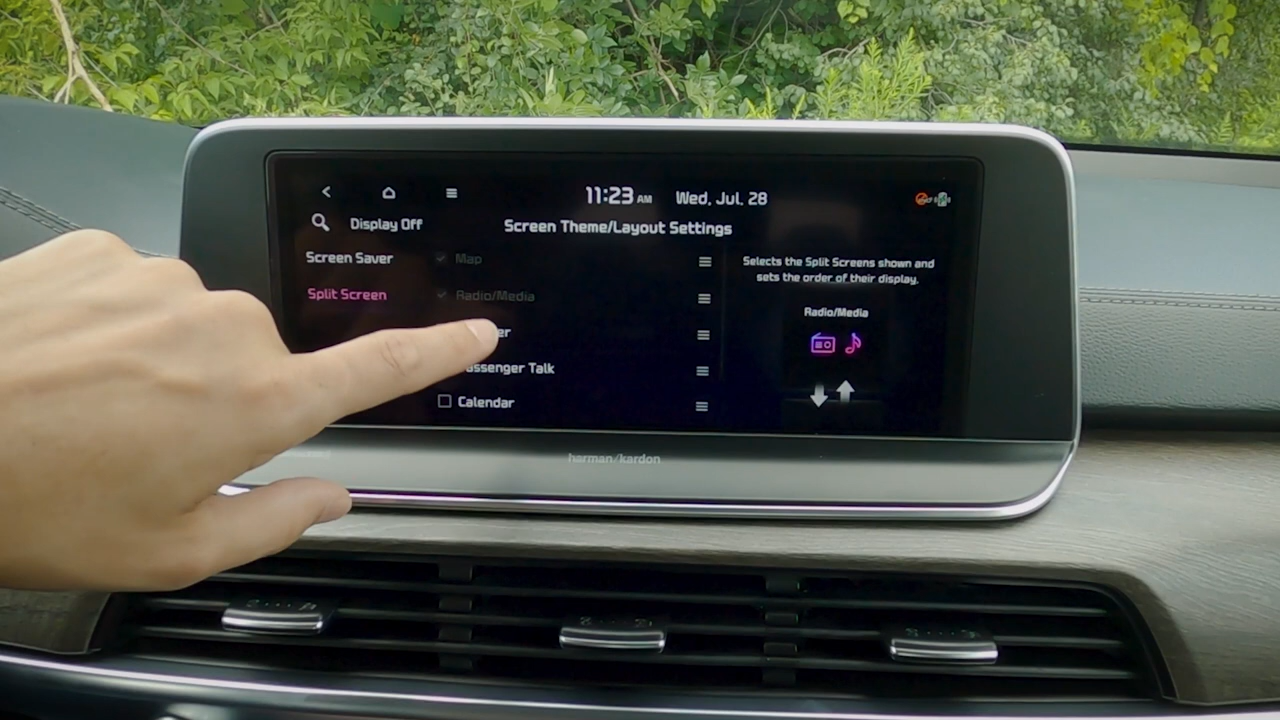 11:23 AM Wed, Jul. 28
Display Off
Screen Theme/Layout Settings
Screen Saver
Split Screen
Map
Radio/Media
Passenger Talk
Calendar
Selects the Split Screens shown and
sets the order of their display.
Radio/Media
harman/kardon